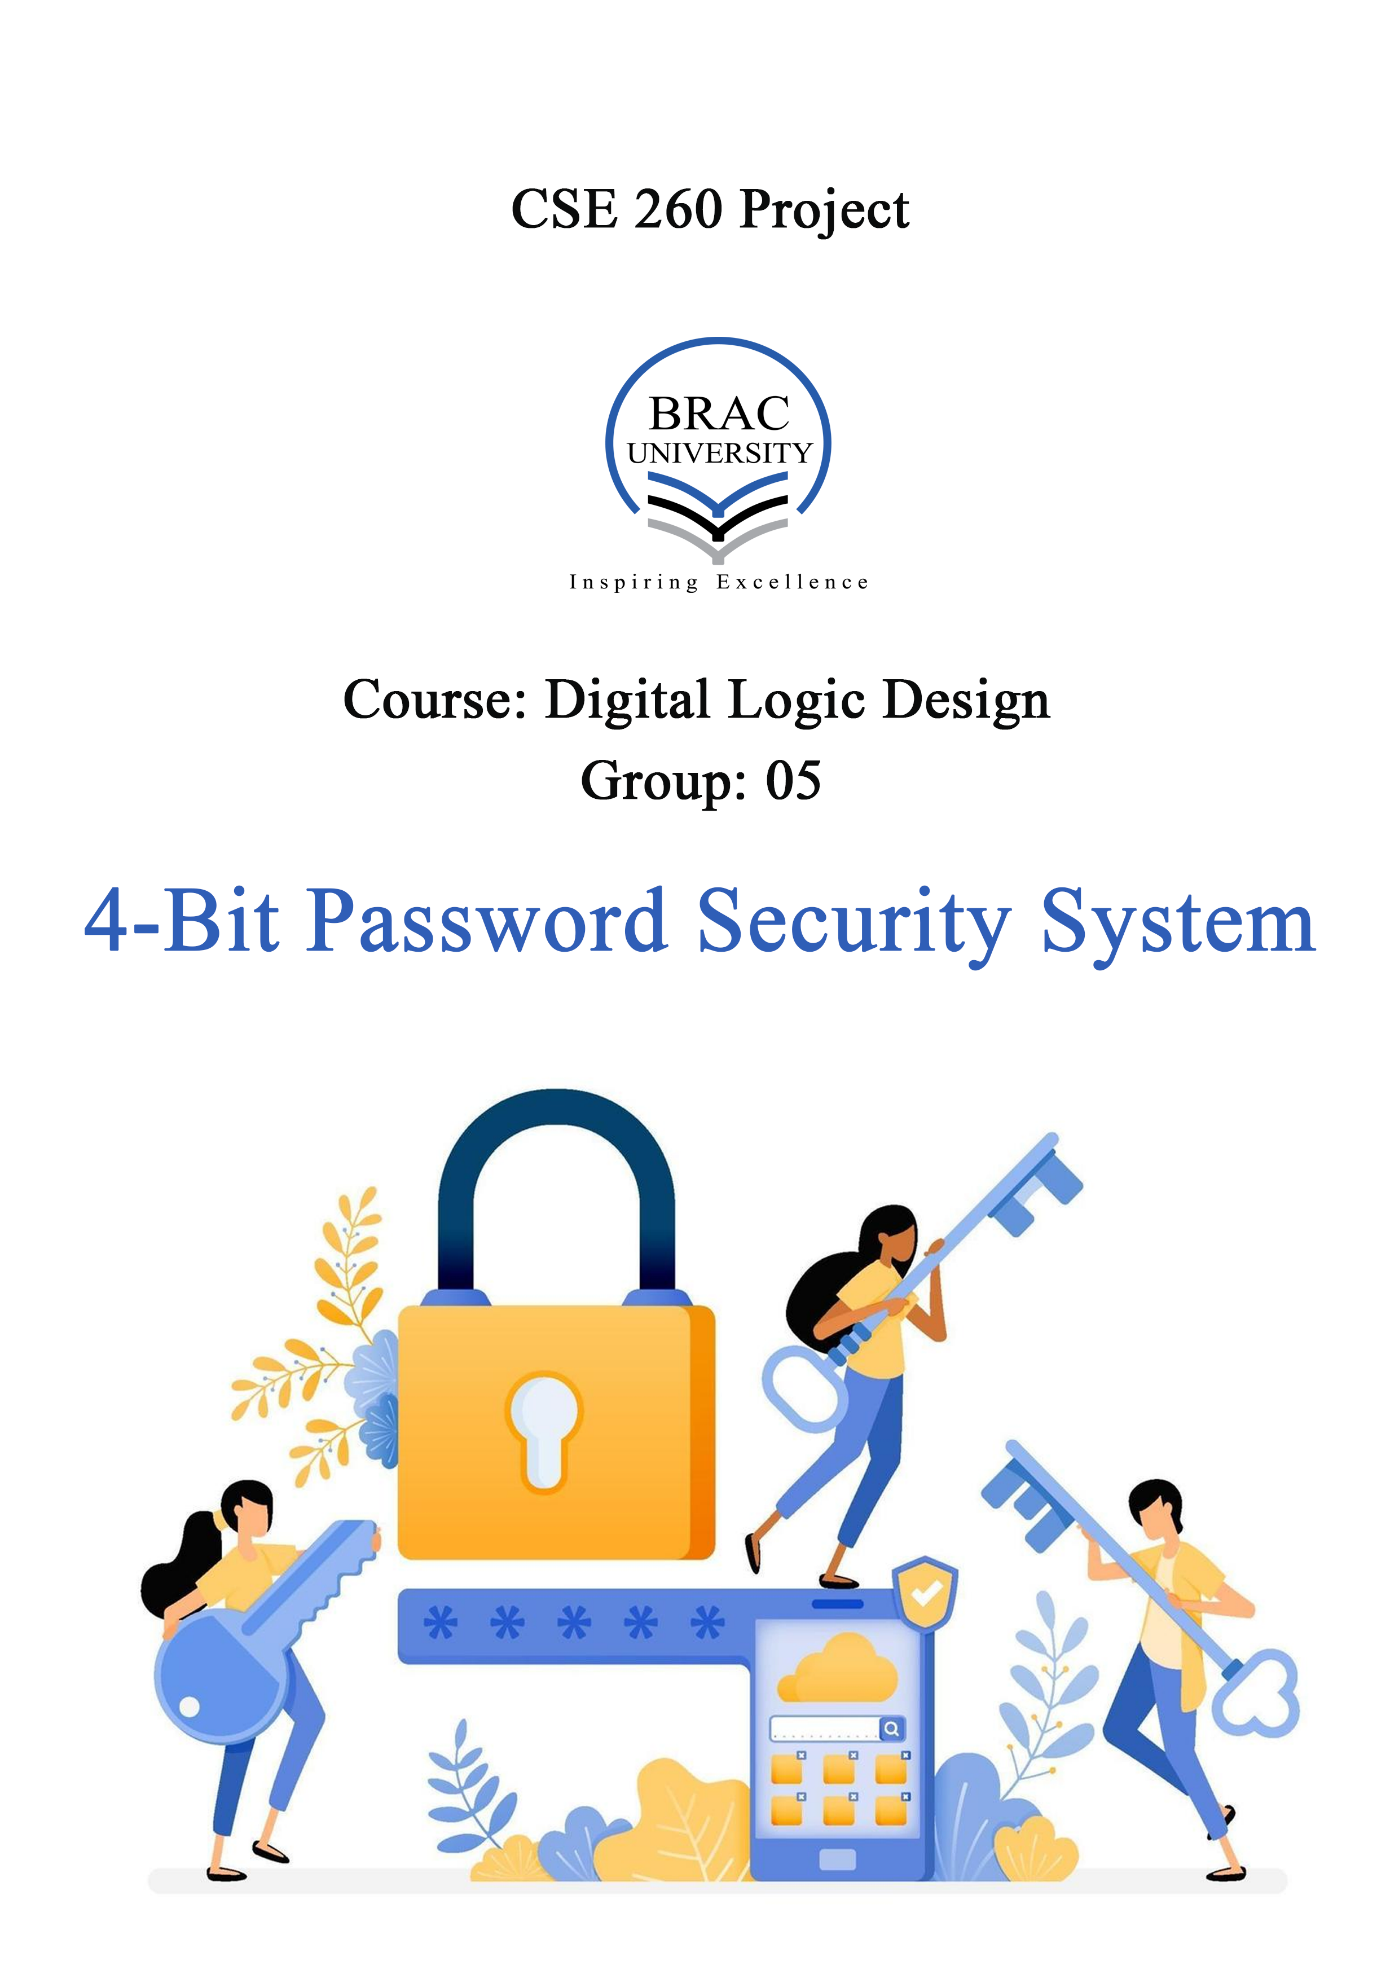 CSE 260 Project
BRAC
UNIVERSITY
Inspiring Excellence
Course: Digital Logic Design
Group: 05
4-Bit Password Security System
* * * * *